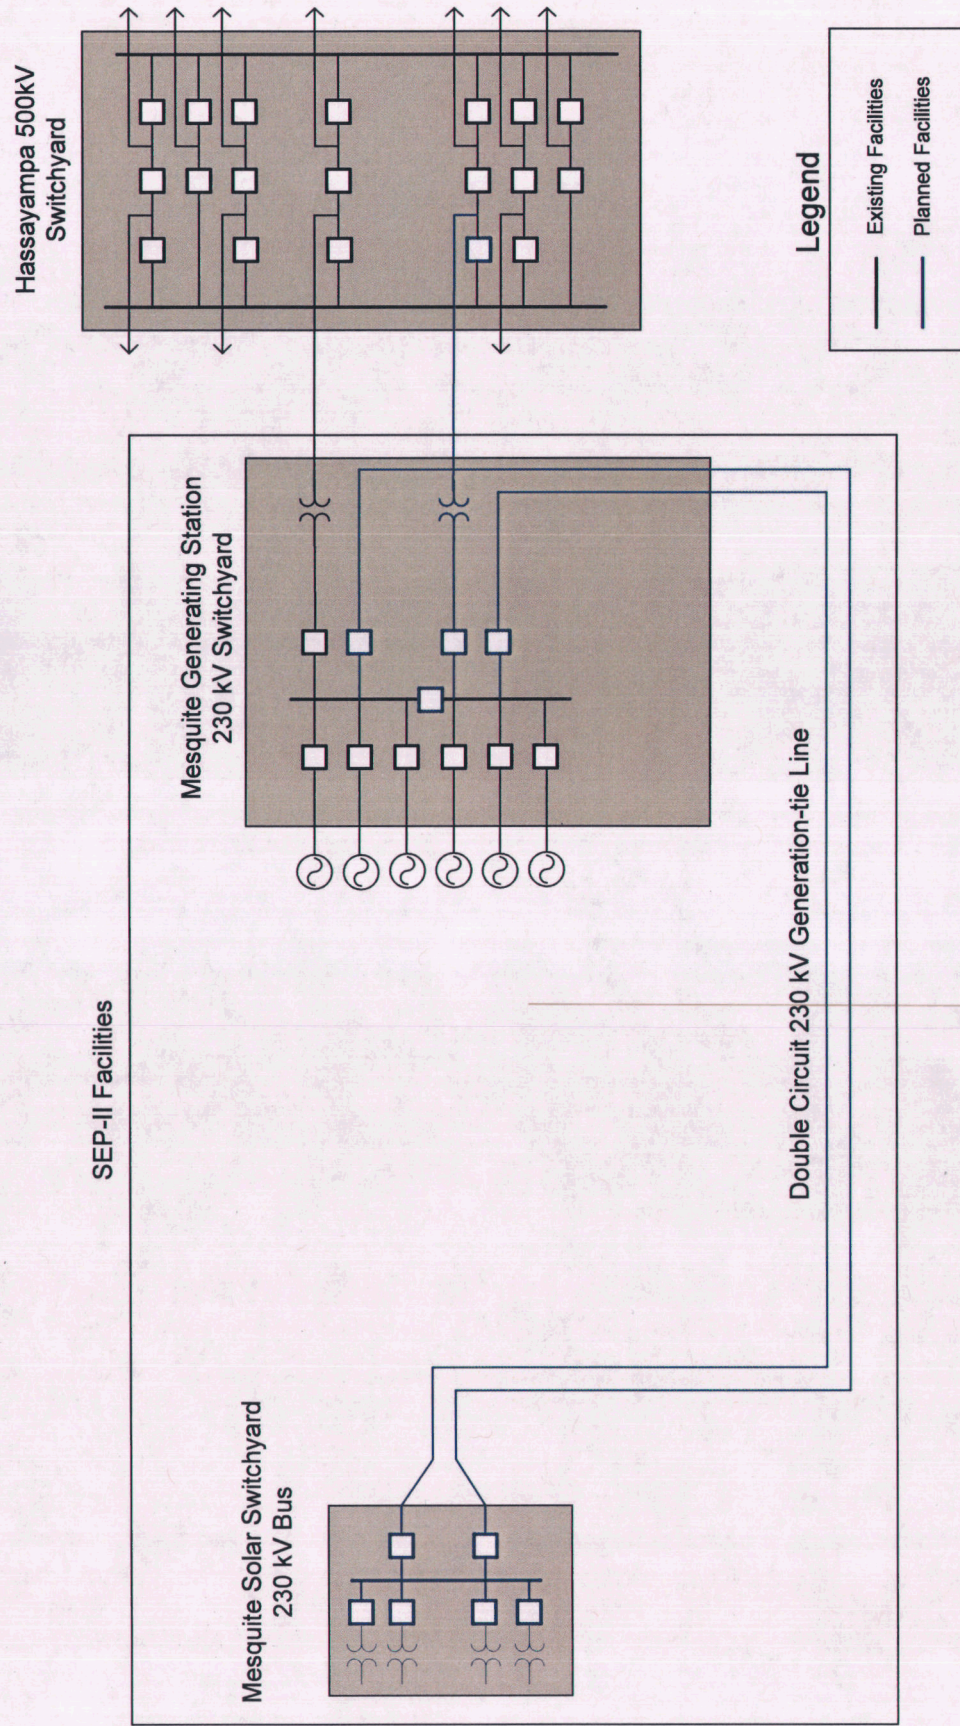 Hassayampa 500kV
Switchyard
Mesquite Generating Station
230 kV Switchyard
SEP-II Facilities
Mesquite Solar Switchyard
230 kV Bus
Double Circuit 230 kV Generation-tie Line
Legend
Existing Facilities
Planned Facilities